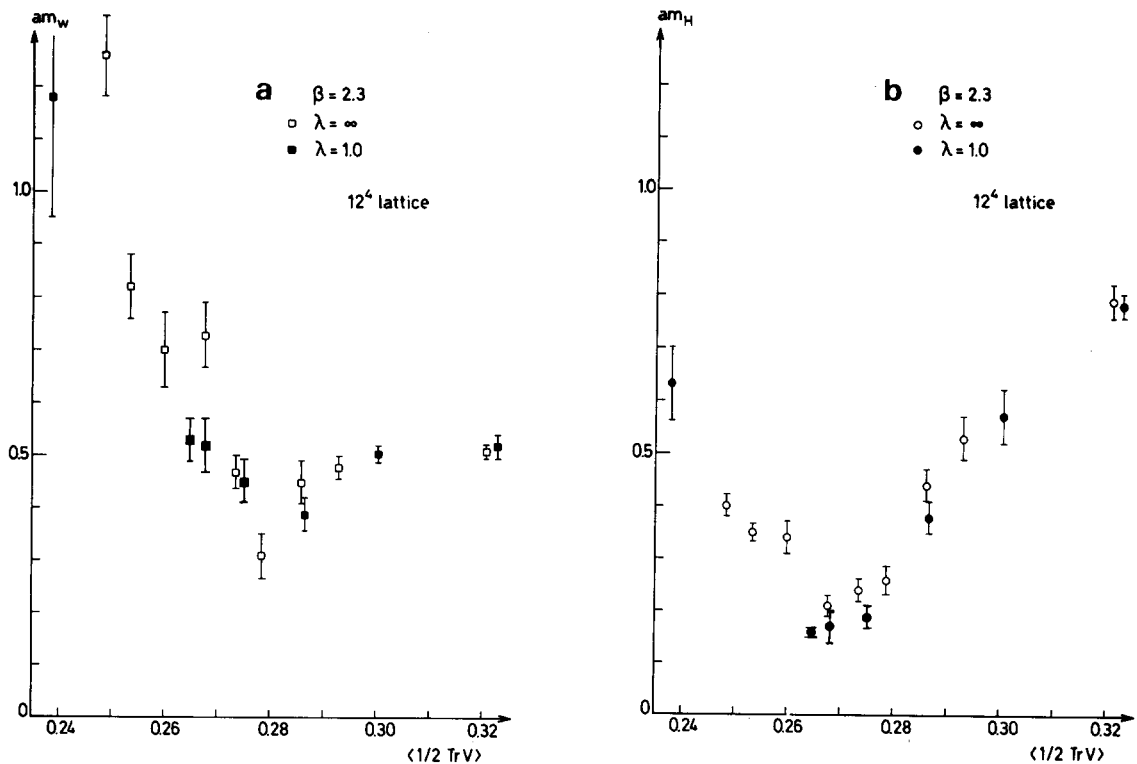 am_W
a β = 2.3
λ = ∞
λ = 1.0
12⁴ lattice
1.0
0.5
0
0.24 0.26 0.28 0.30 0.32
⟨1/2 TrV⟩
am_H
b β = 2.3
λ = ∞
λ = 1.0
12⁴ lattice
1.0
0.5
0
0.24 0.26 0.28 0.30 0.32
⟨1/2 TrV⟩